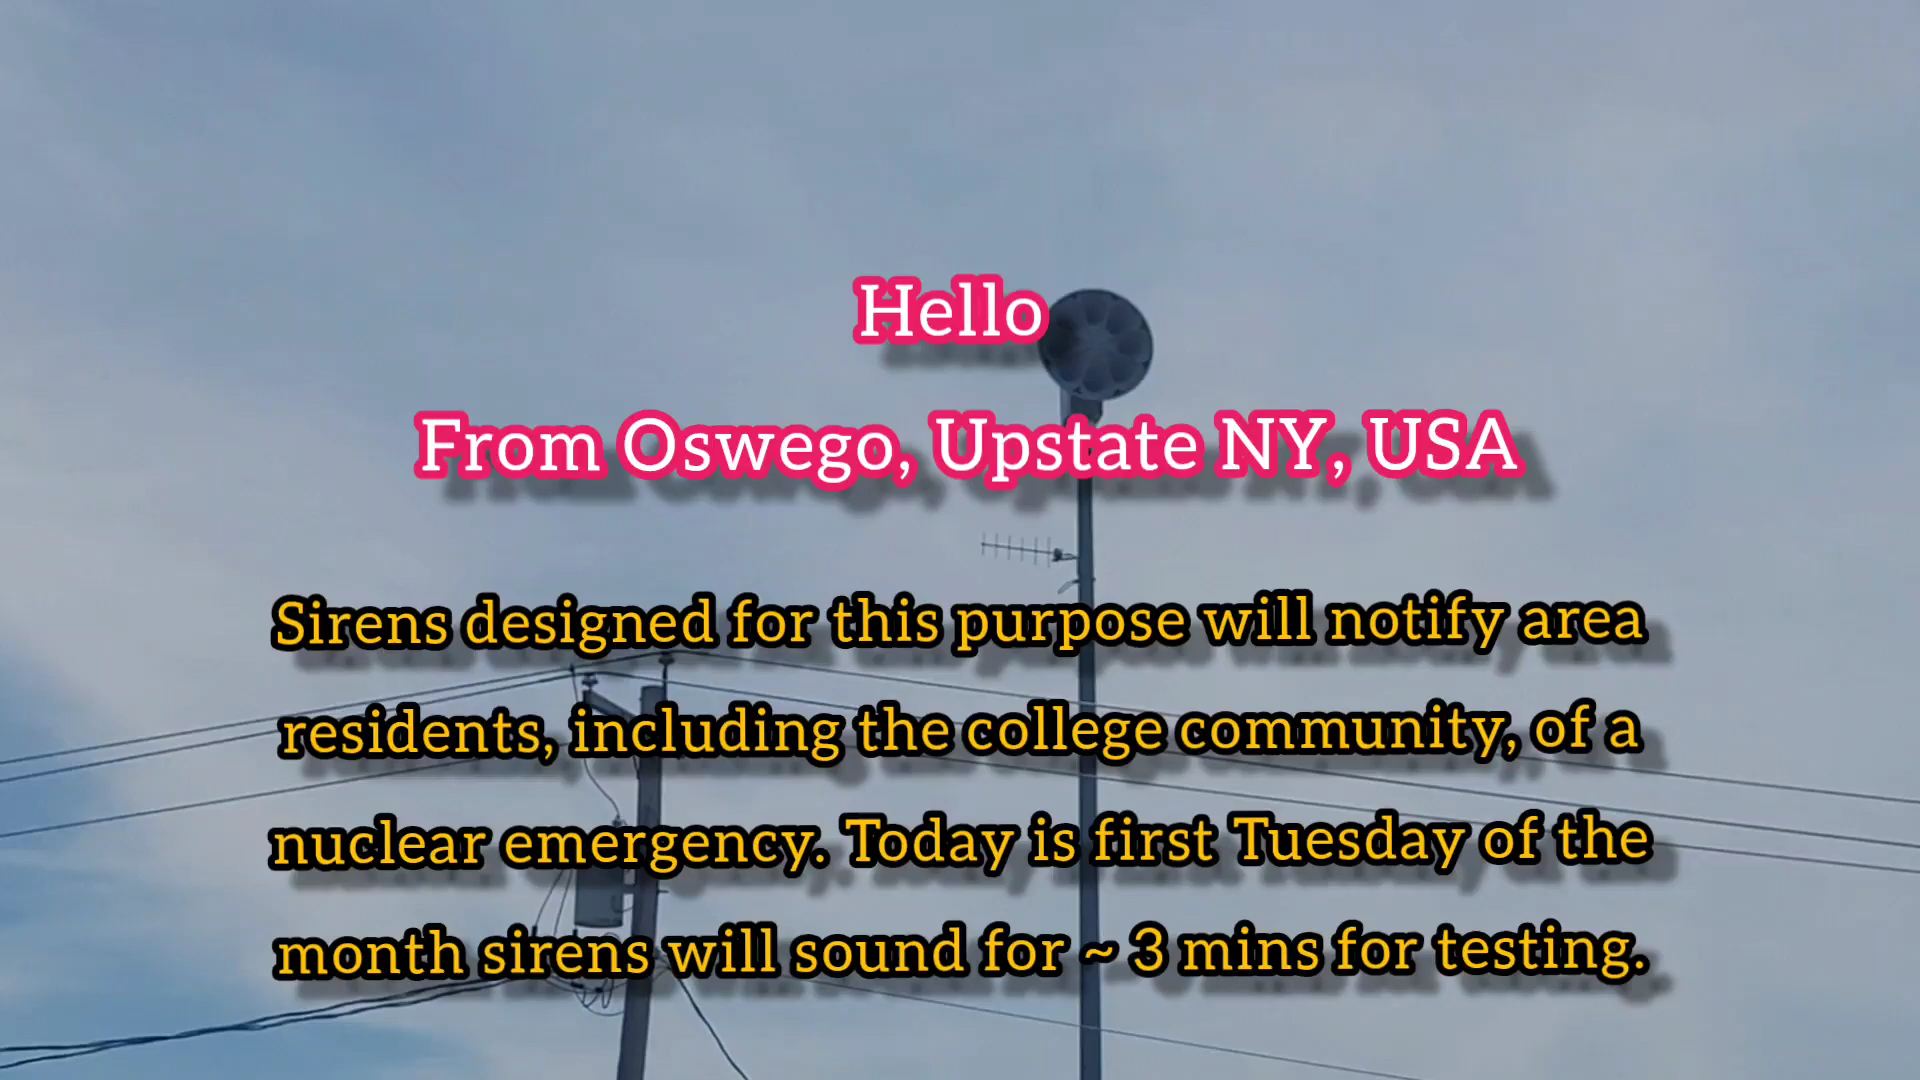 Hello
From Oswego, Upstate NY, USA
Sirens designed for this purpose will notify area
residents, including the college community, of a
nuclear emergency. Today is first Tuesday of the
month sirens will sound for ~ 3 mins for testing.